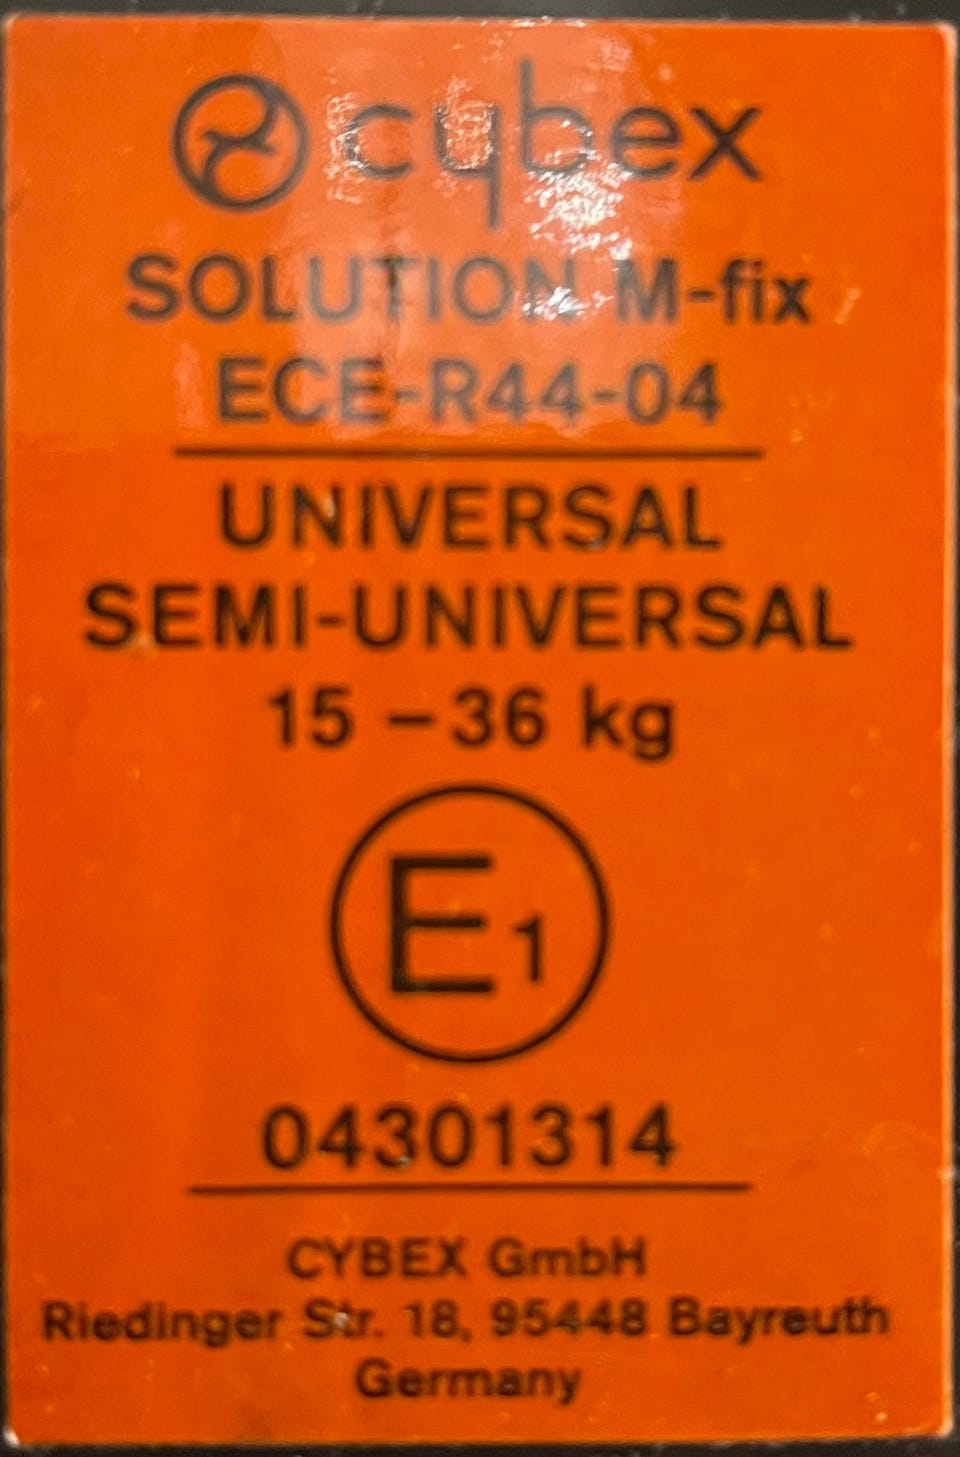 cybex
SOLUTION M-fix
ECE-R44-04
UNIVERSAL
SEMI-UNIVERSAL
15 – 36 kg
E1
04301314
CYBEX GmbH
Riedinger Str. 18, 95448 Bayreuth
Germany